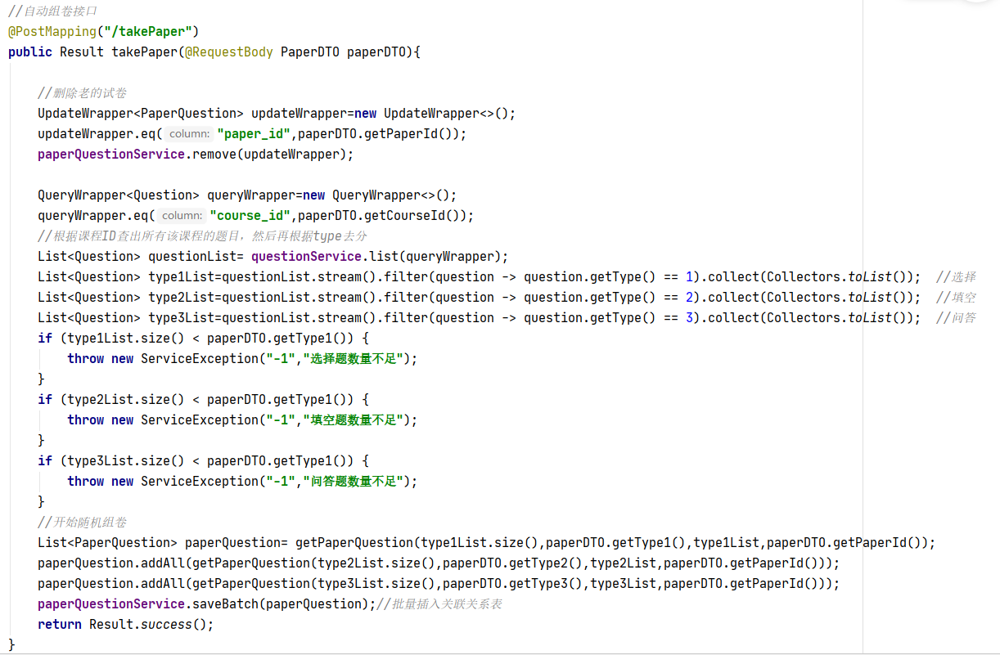 //自动组卷接口
@PostMapping("/takePaper")
public Result takePaper(@RequestBody PaperDTO paperDTO){
//删除老的试卷
UpdateWrapper<PaperQuestion> updateWrapper=new UpdateWrapper<>();
updateWrapper.eq( column: "paper_id",paperDTO.getPaperId());
paperQuestionService.remove(updateWrapper);
QueryWrapper<Question> queryWrapper=new QueryWrapper<>();
queryWrapper.eq( column: "course_id",paperDTO.getCourseId());
//根据课程ID查出所有该课程的题目，然后再根据type去分
List<Question> questionList= questionService.list(queryWrapper);
List<Question> type1List=questionList.stream().filter(question -> question.getType() == 1).collect(Collectors.toList());  //选择
List<Question> type2List=questionList.stream().filter(question -> question.getType() == 2).collect(Collectors.toList());  //填空
List<Question> type3List=questionList.stream().filter(question -> question.getType() == 3).collect(Collectors.toList());  //问答
if (type1List.size() < paperDTO.getType1()) {
throw new ServiceException("-1","选择题数量不足");
}
if (type2List.size() < paperDTO.getType1()) {
throw new ServiceException("-1","填空题数量不足");
}
if (type3List.size() < paperDTO.getType1()) {
throw new ServiceException("-1","问答题数量不足");
}
//开始随机组卷
List<PaperQuestion> paperQuestion= getPaperQuestion(type1List.size(),paperDTO.getType1(),type1List,paperDTO.getPaperId());
paperQuestion.addAll(getPaperQuestion(type2List.size(),paperDTO.getType2(),type2List,paperDTO.getPaperId()));
paperQuestion.addAll(getPaperQuestion(type3List.size(),paperDTO.getType3(),type3List,paperDTO.getPaperId()));
paperQuestionService.saveBatch(paperQuestion);//批量插入关联关系表
return Result.success();
}